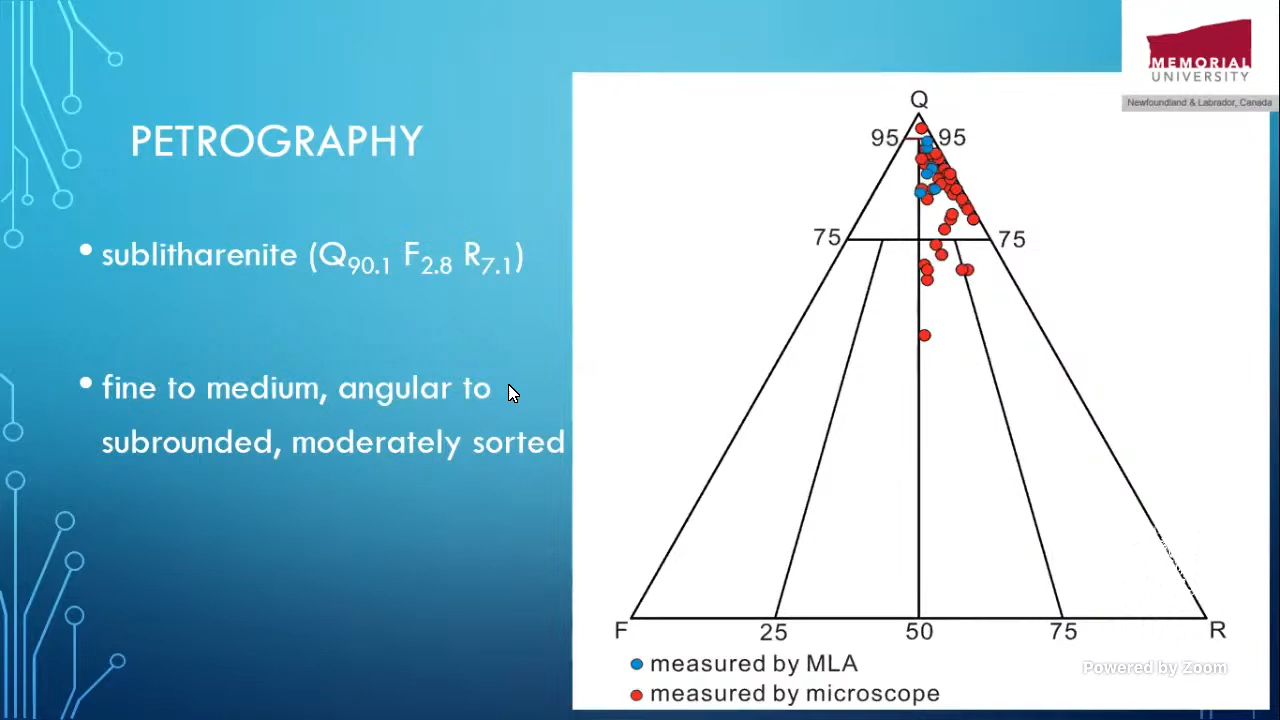 MEMORIAL
UNIVERSITY
Newfoundland & Labrador, Canada
PETROGRAPHY
• sublitharenite (Q90.1 F2.8 R7.1)
• fine to medium, angular to
subrounded, moderately sorted
Q
95 95
75 75
F 25 50 75 R
measured by MLA
measured by microscope
Powered by Zoom